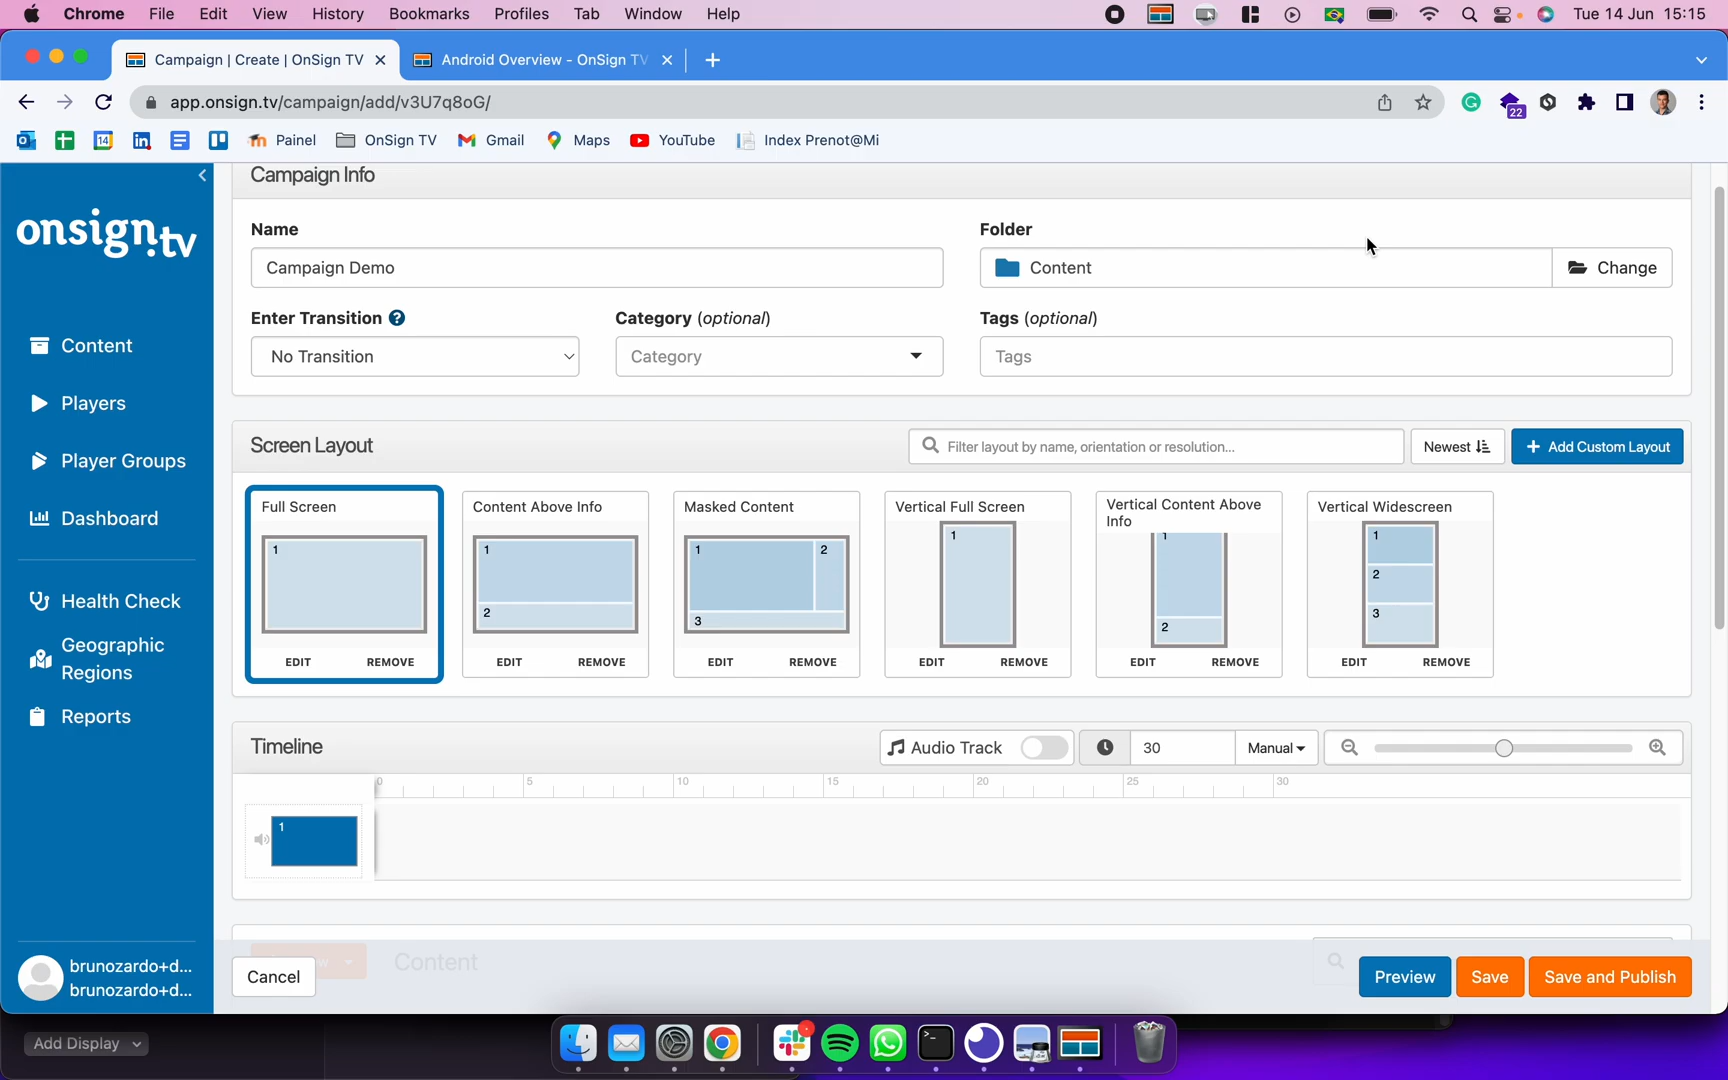 Chrome File Edit View History Bookmarks Profiles Tab Window Help Tue 14 Jun 15:15
Campaign | Create | OnSign TV Android Overview - OnSign TV
app.onsign.tv/campaign/add/v3U7q8oG/ 22
14 Painel OnSign TV Gmail Maps YouTube Index Prenot@Mi
onsign.tv
Content
Players
Player Groups
Dashboard
Health Check
Geographic
Regions
Reports
brunozardo+d...
brunozardo+d...
Campaign Info
Name
Campaign Demo
Folder
Content Change
Enter Transition ?
No Transition
Category (optional)
Category
Tags (optional)
Tags
Screen Layout Filter layout by name, orientation or resolution... Newest + Add Custom Layout
Full Screen
1
EDIT REMOVE
Content Above Info
1
2
EDIT REMOVE
Masked Content
1 2
3
EDIT REMOVE
Vertical Full Screen
1
EDIT REMOVE
Vertical Content Above
Info
1
2
EDIT REMOVE
Vertical Widescreen
1
2
3
EDIT REMOVE
Timeline Audio Track 30 Manual
0 5 10 15 20 25 30
1
Content
Cancel Preview Save Save and Publish
Add Display